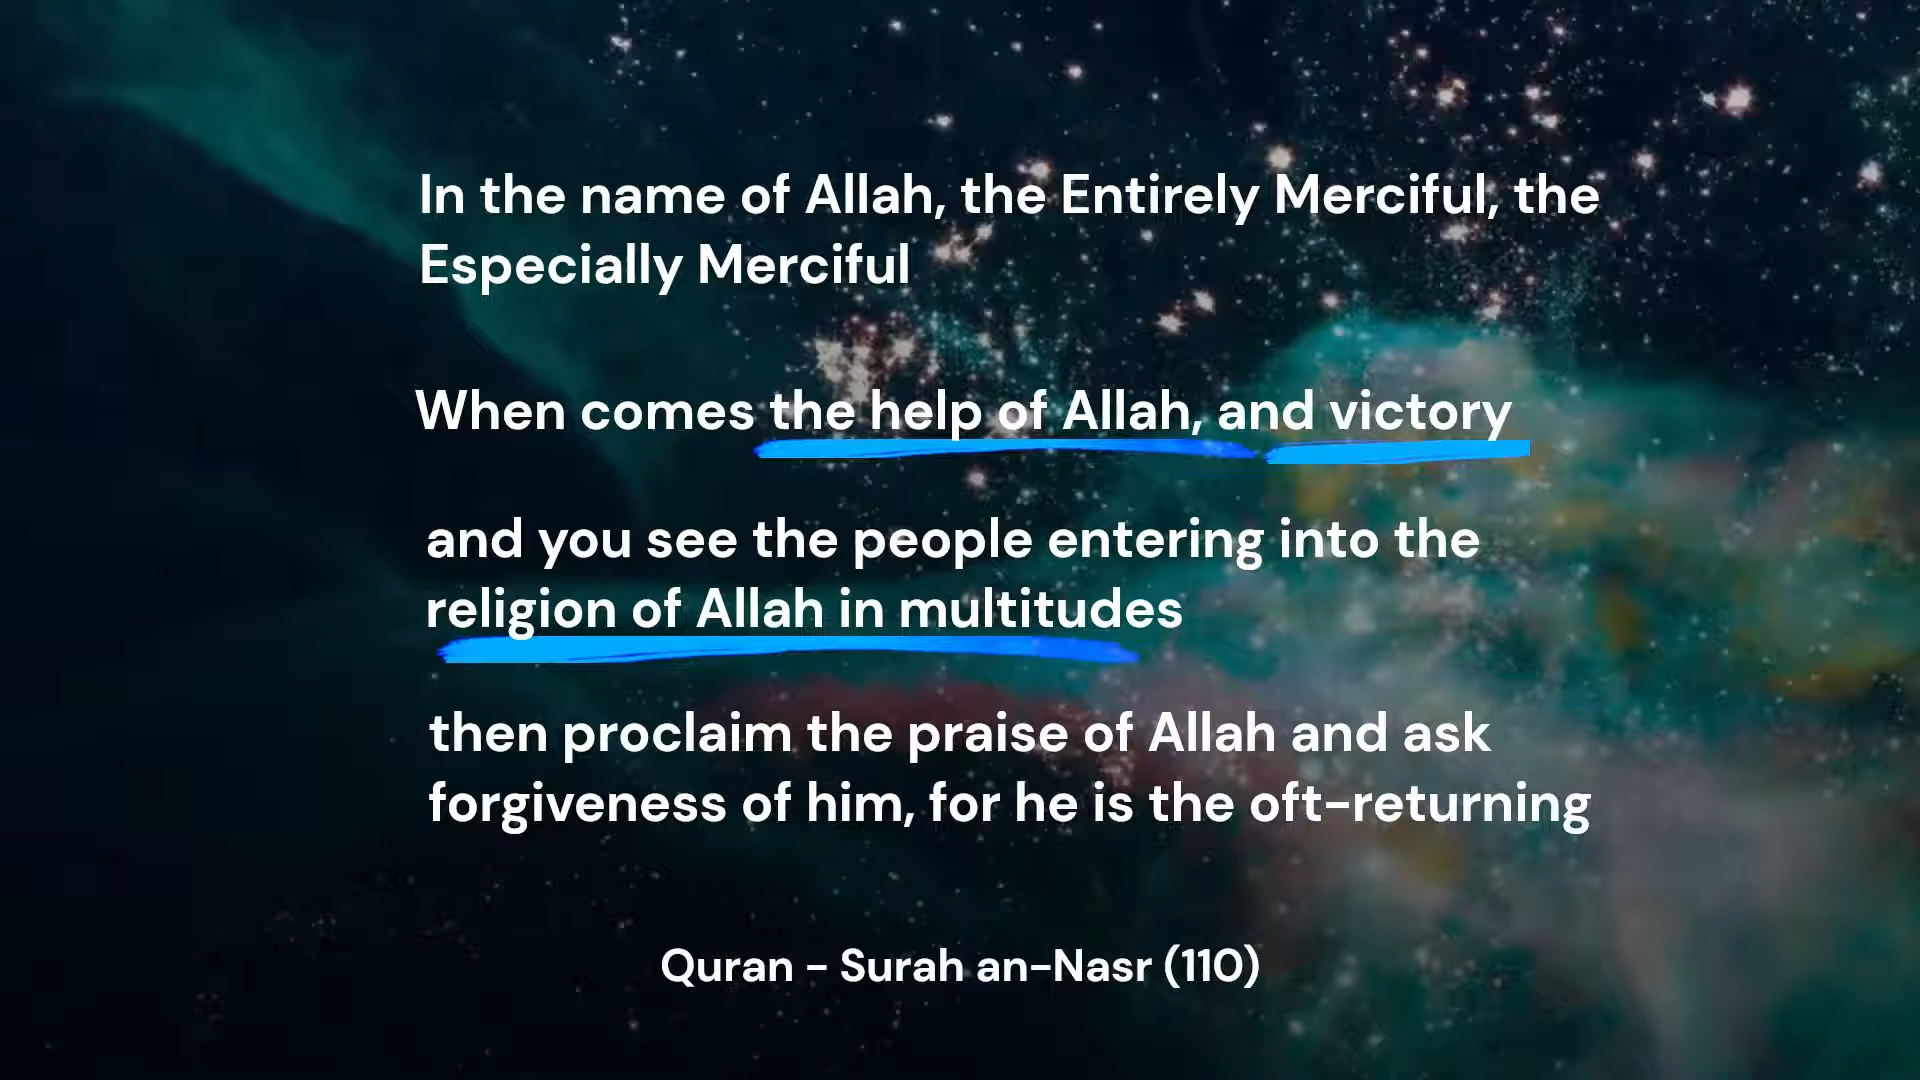 In the name of Allah, the Entirely Merciful, the
Especially Merciful
When comes the help of Allah, and victory
and you see the people entering into the
religion of Allah in multitudes
then proclaim the praise of Allah and ask
forgiveness of him, for he is the oft-returning
Quran - Surah an-Nasr (110)